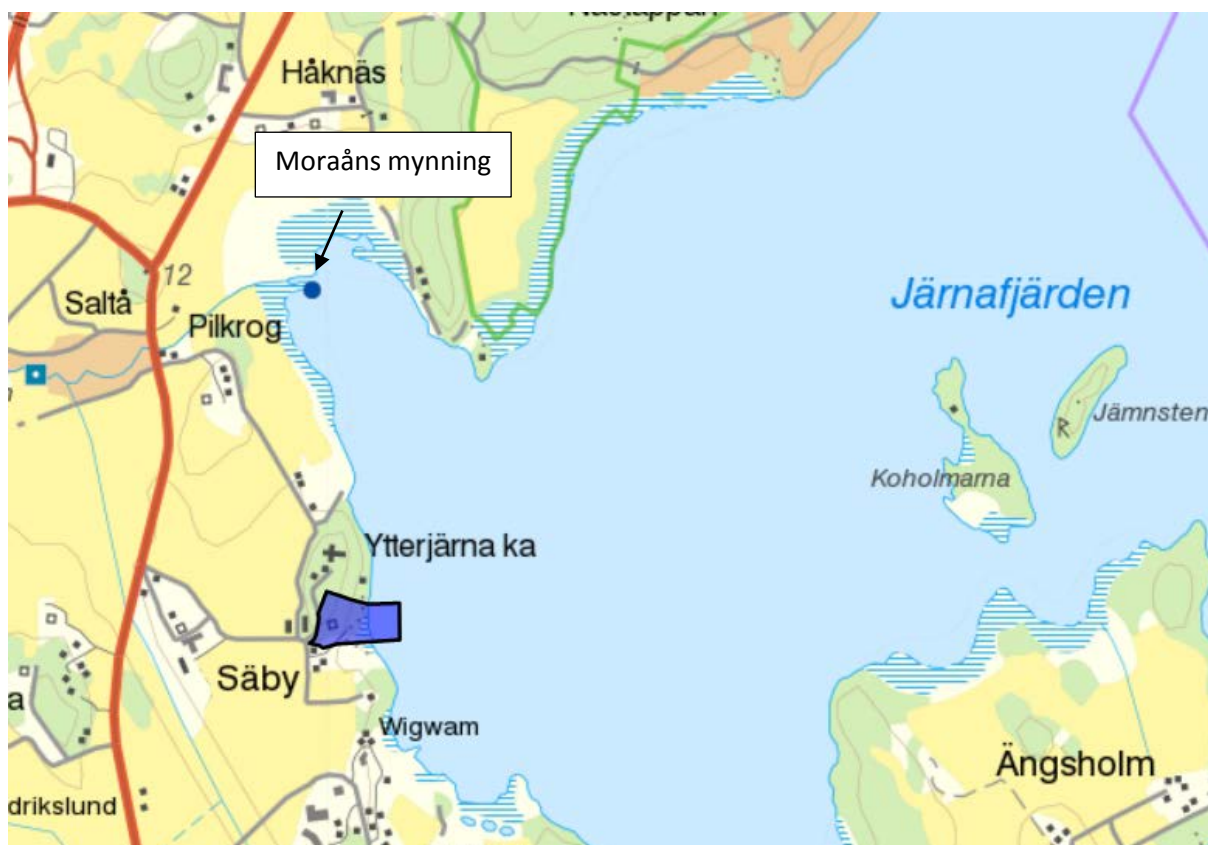 Håknäs
Moraåns mynning
12
Saltå
Pilkrog
Järnafjärden
Jämnsten
Koholmarna
Ytterjärna ka
Säby
a
Wigwam
Ängsholm
drikslund